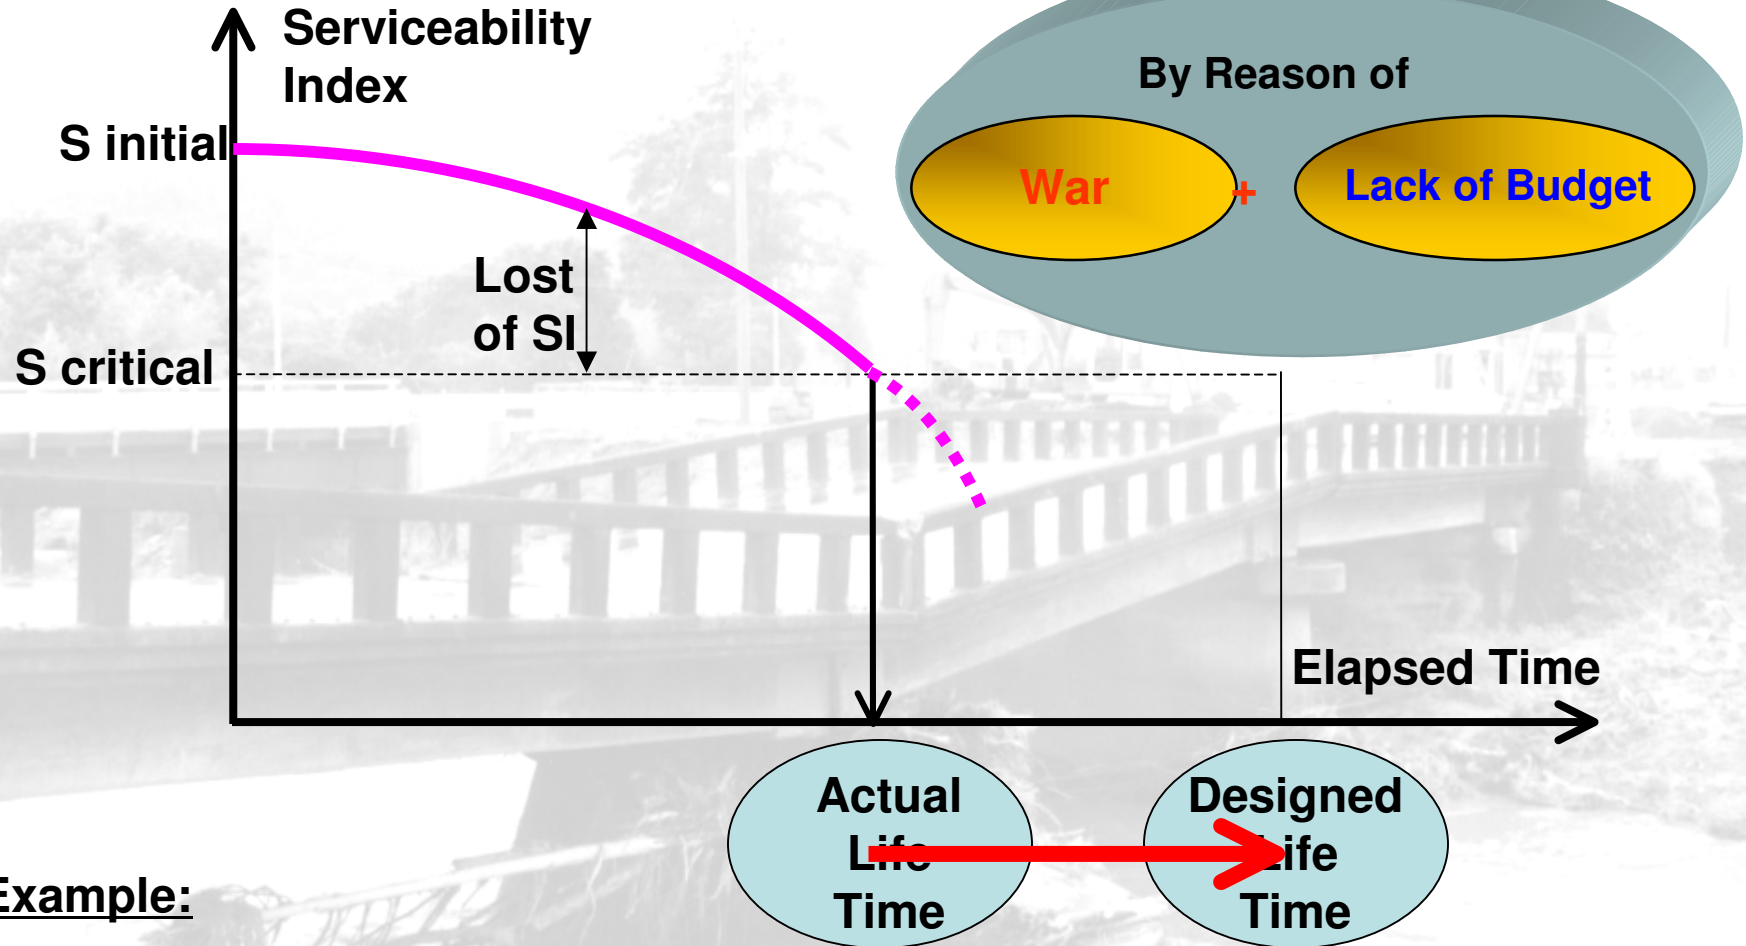 Serviceability
Index
By Reason of
S initial
War + Lack of Budget
Lost
of SI
S critical
Elapsed Time
Actual
Life
Time
Designed
Life
Time
Example: